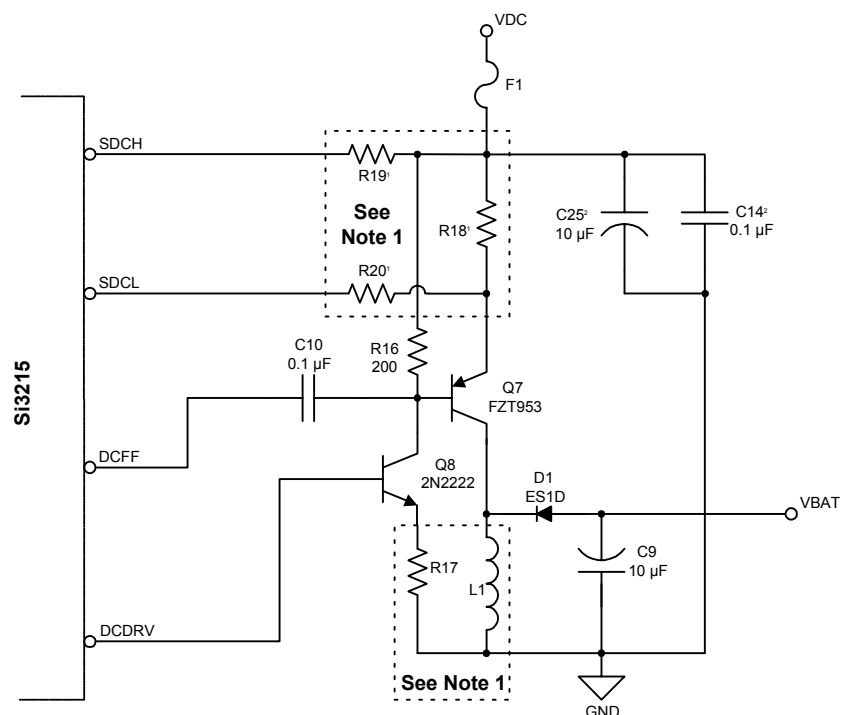 VDC
F1
SDCH
R19¹
See
Note 1
R18¹
C25²
10 µF
C14²
0.1 µF
SDCL
R20¹
C10
0.1 µF
R16
200
Q7
FZT953
Si3215
DCFF
Q8
2N2222
D1
ES1D
VBAT
R17
L1
C9
10 µF
DCDRV
See Note 1
GND